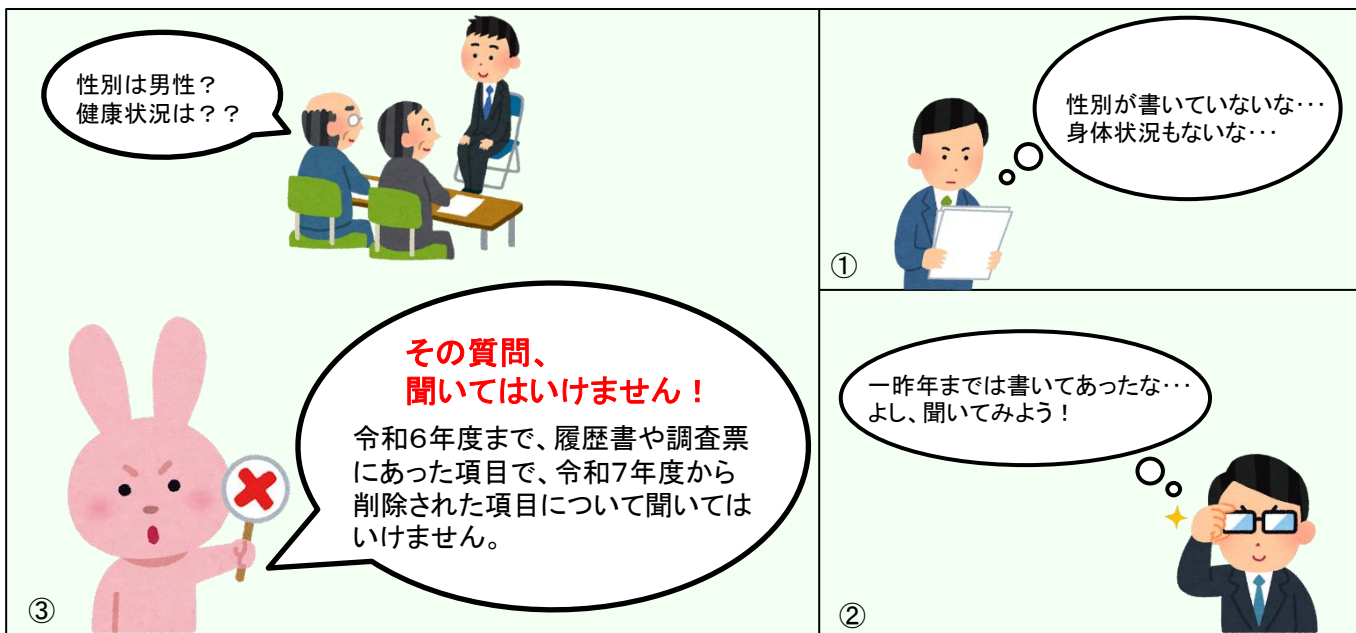 性別が書いていないな･･･
身体状況もないな･･･
①
一昨年までは書いてあったな･･･
よし、聞いてみよう！
②
性別は男性？
健康状況は？？
その質問、
聞いてはいけません！
令和６年度まで、履歴書や調査票
にあった項目で、令和７年度から
削除された項目について聞いては
いけません。
③